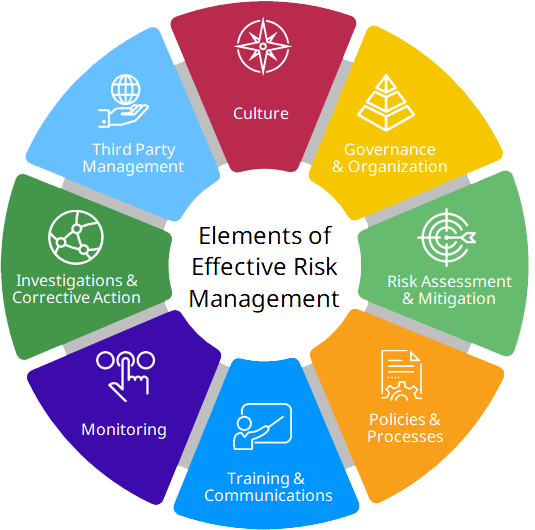 Elements of
Effective Risk
Management
Culture
Governance
& Organization
Risk Assessment
& Mitigation
Policies &
Processes
Training &
Communications
Monitoring
Investigations &
Corrective Action
Third Party
Management